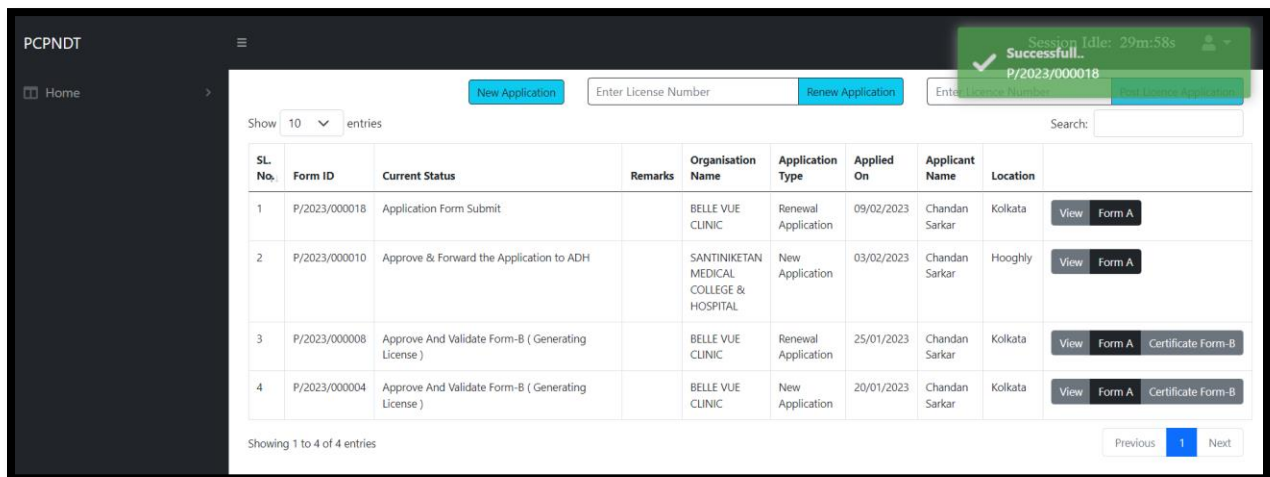 PCPNDT
Session Idle: 29m:58s
Successfull..
P/2023/000018
Home
New Application
Enter License Number
Renew Application
Enter Licence Number
Post Licence Application
Show 10 entries
Search:
SL. No. Form ID Current Status Remarks Organisation Name Application Type Applied On Applicant Name Location
1 P/2023/000018 Application Form Submit BELLE VUE CLINIC Renewal Application 09/02/2023 Chandan Sarkar Kolkata View Form A
2 P/2023/000010 Approve & Forward the Application to ADH SANTINIKETAN MEDICAL COLLEGE & HOSPITAL New Application 03/02/2023 Chandan Sarkar Hooghly View Form A
3 P/2023/000008 Approve And Validate Form-B ( Generating License ) BELLE VUE CLINIC Renewal Application 25/01/2023 Chandan Sarkar Kolkata View Form A Certificate Form-B
4 P/2023/000004 Approve And Validate Form-B ( Generating License ) BELLE VUE CLINIC New Application 20/01/2023 Chandan Sarkar Kolkata View Form A Certificate Form-B
Showing 1 to 4 of 4 entries
Previous 1 Next